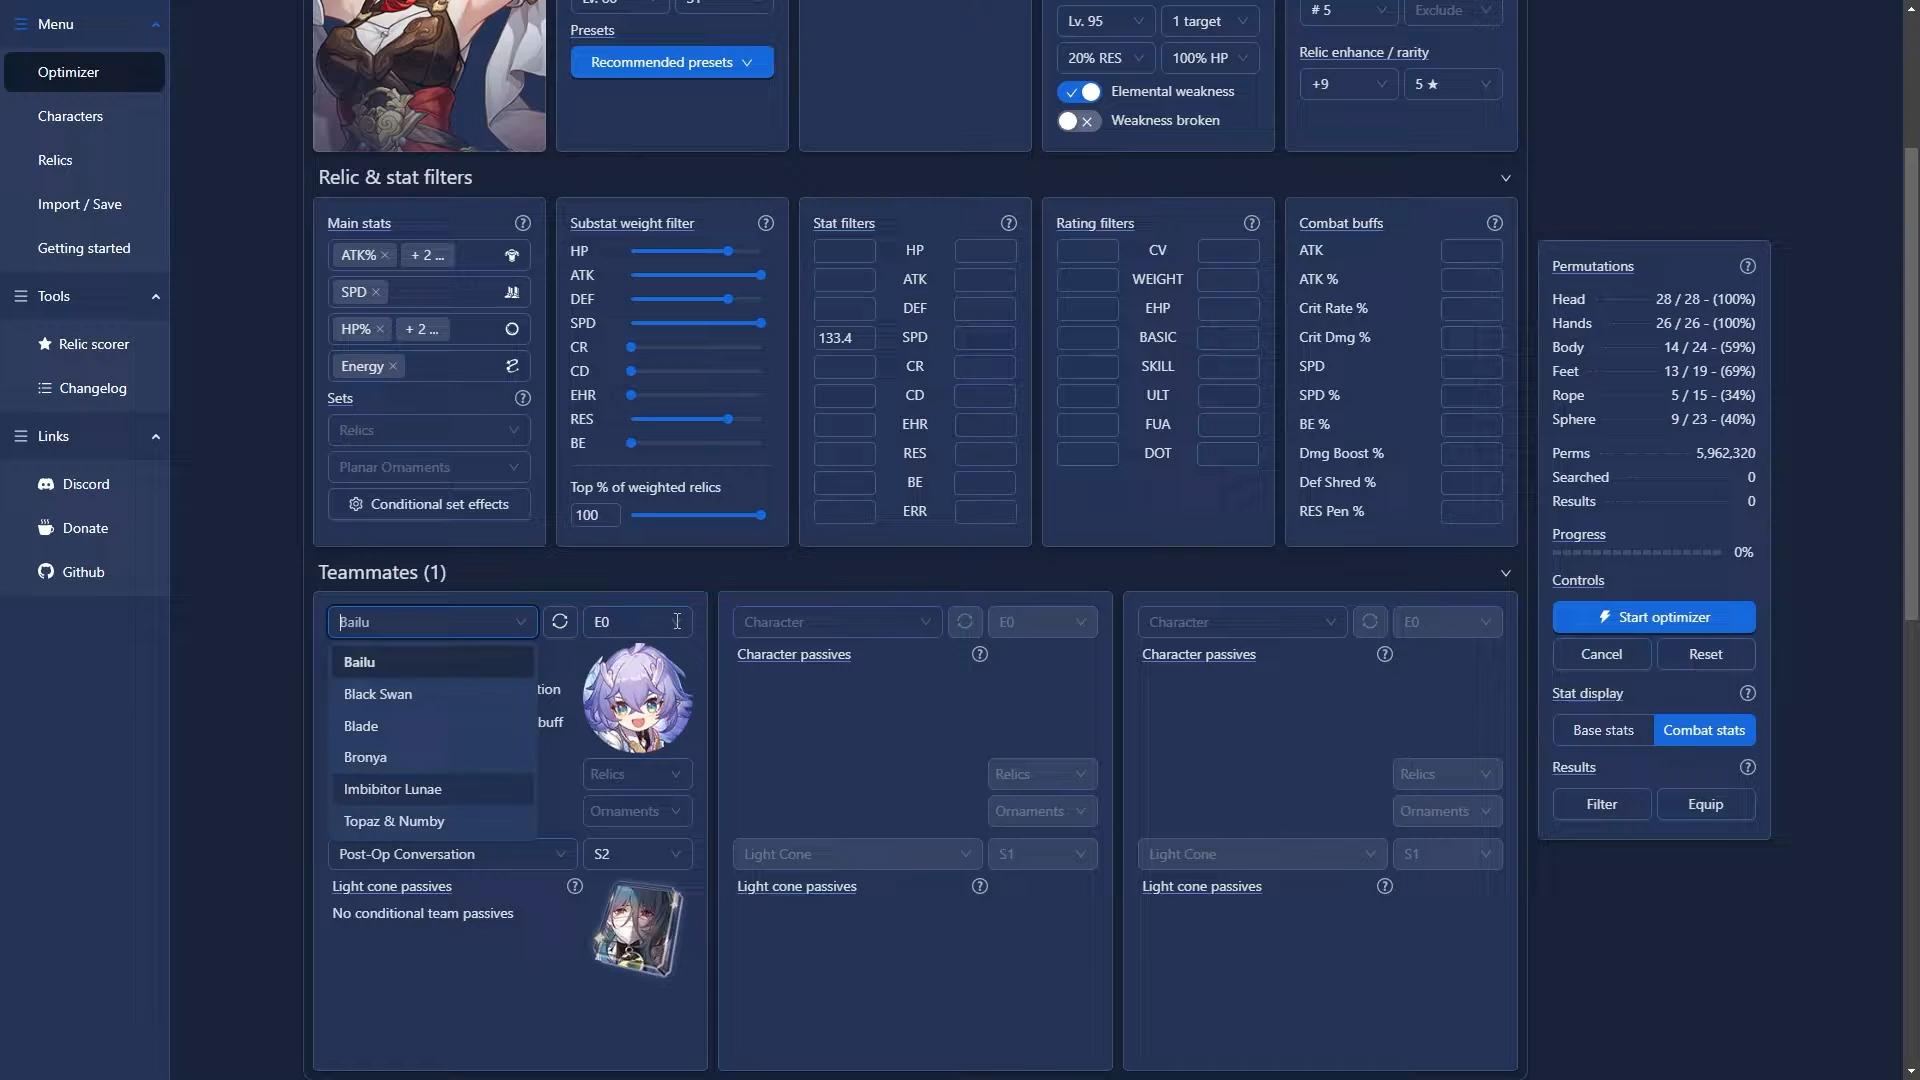 Menu
Optimizer
Characters
Relics
Import / Save
Getting started
Tools
Relic scorer
Changelog
Links
Discord
Donate
Github
Presets
Recommended presets
Lv. 95
1 target
20% RES
100% HP
Elemental weakness
Weakness broken
# 5
Exclude
Relic enhance / rarity
+9
5 ★
Relic & stat filters
Main stats
ATK%
+ 2 ...
SPD
HP%
+ 2 ...
Energy
Sets
Relics
Planar Ornaments
Conditional set effects
Substat weight filter
HP
ATK
DEF
SPD
CR
CD
EHR
RES
BE
Top % of weighted relics
100
Stat filters
HP
ATK
DEF
133.4 SPD
CR
CD
EHR
RES
BE
ERR
Rating filters
CV
WEIGHT
EHP
BASIC
SKILL
ULT
FUA
DOT
Combat buffs
ATK
ATK %
Crit Rate %
Crit Dmg %
SPD
SPD %
BE %
Dmg Boost %
Def Shred %
RES Pen %
Permutations
Head 28 / 28 - (100%)
Hands 26 / 26 - (100%)
Body 14 / 24 - (59%)
Feet 13 / 19 - (69%)
Rope 5 / 15 - (34%)
Sphere 9 / 23 - (40%)
Perms 5,962,320
Searched 0
Results 0
Progress
0%
Controls
Start optimizer
Cancel
Reset
Stat display
Base stats
Combat stats
Results
Filter
Equip
Teammates (1)
Bailu
E0
Bailu
Black Swan
Blade
Bronya
Imbibitor Lunae
Topaz & Numby
tion
buff
Relics
Ornaments
Post-Op Conversation
S2
Light cone passives
No conditional team passives
Character
E0
Character passives
Relics
Ornaments
Light Cone
S1
Light cone passives
Character
E0
Character passives
Relics
Ornaments
Light Cone
S1
Light cone passives